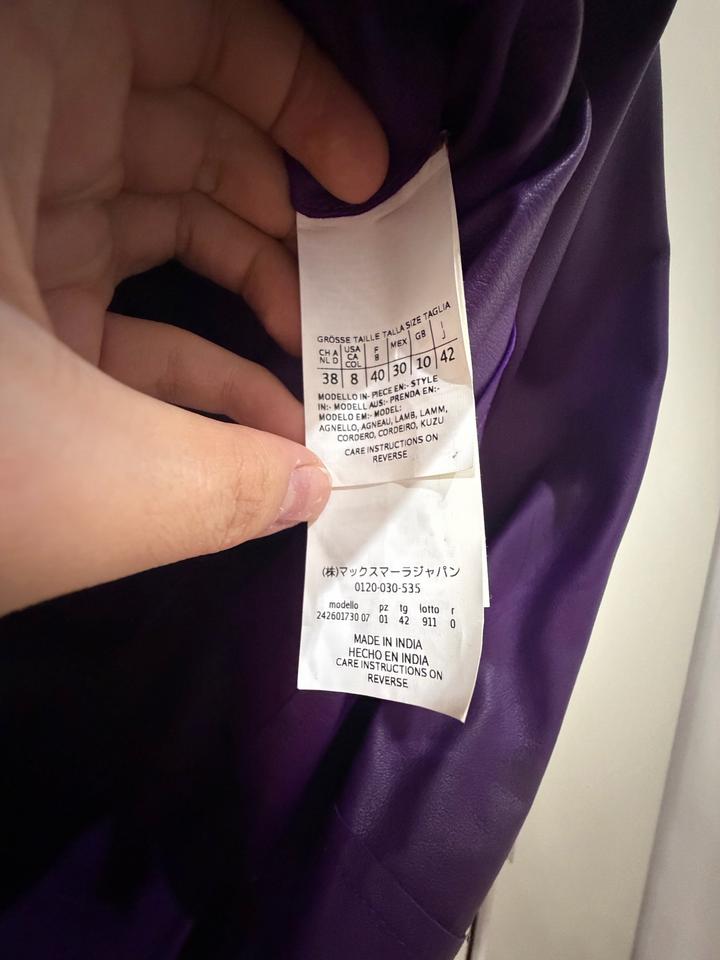 GRÖSSE TAILLE TALLA SIZE TAGLIA
CH A NL D USA CA COL F B MEX GB I J
38 8 40 30 10 42
MODELLO IN- PIECE EN:- STYLE
IN:- MODELL AUS:- PRENDA EN:-
MODELO EM:- MODEL:
AGNELLO, AGNEAU, LAMB, LAMM,
CORDERO, CORDEIRO, KUZU
CARE INSTRUCTIONS ON
REVERSE
(株)マックスマーラジャパン
0120-030-535
modello pz tg lotto r
242601730 07 01 42 911 0
MADE IN INDIA
HECHO EN INDIA
CARE INSTRUCTIONS ON
REVERSE